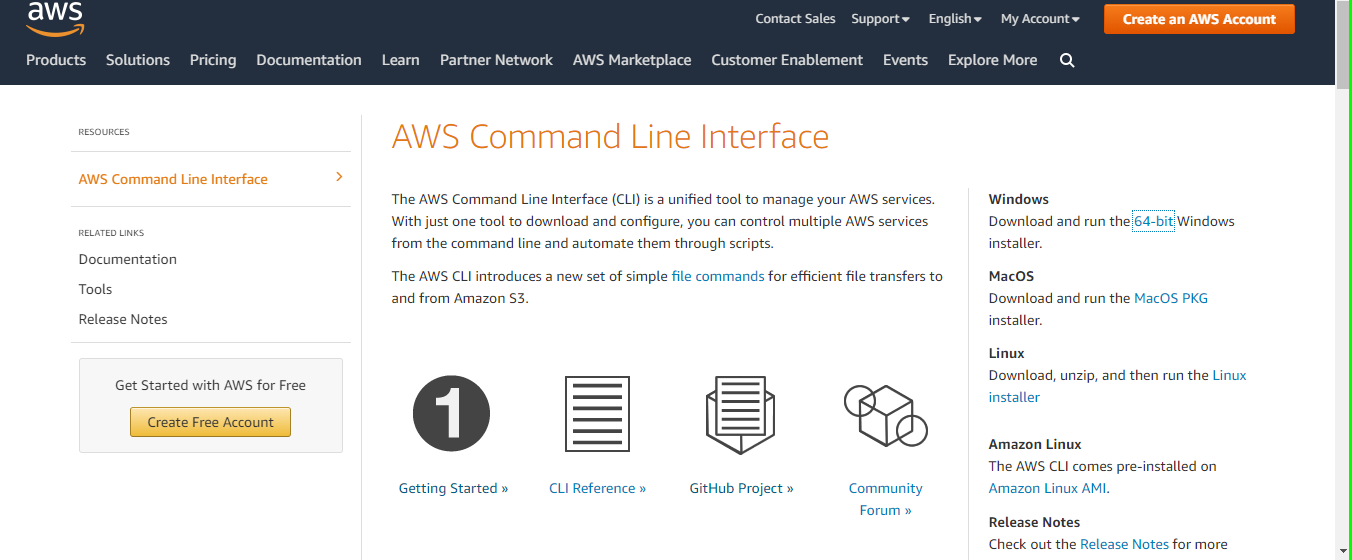 aws
Contact Sales Support English My Account Create an AWS Account
Products Solutions Pricing Documentation Learn Partner Network AWS Marketplace Customer Enablement Events Explore More
RESOURCES
AWS Command Line Interface
RELATED LINKS
Documentation
Tools
Release Notes
Get Started with AWS for Free
Create Free Account
AWS Command Line Interface
The AWS Command Line Interface (CLI) is a unified tool to manage your AWS services.
With just one tool to download and configure, you can control multiple AWS services
from the command line and automate them through scripts.
The AWS CLI introduces a new set of simple file commands for efficient file transfers to
and from Amazon S3.
1
Getting Started »
CLI Reference »
GitHub Project »
Community
Forum »
Windows
Download and run the 64-bit Windows
installer.
MacOS
Download and run the MacOS PKG
installer.
Linux
Download, unzip, and then run the Linux
installer
Amazon Linux
The AWS CLI comes pre-installed on
Amazon Linux AMI.
Release Notes
Check out the Release Notes for more